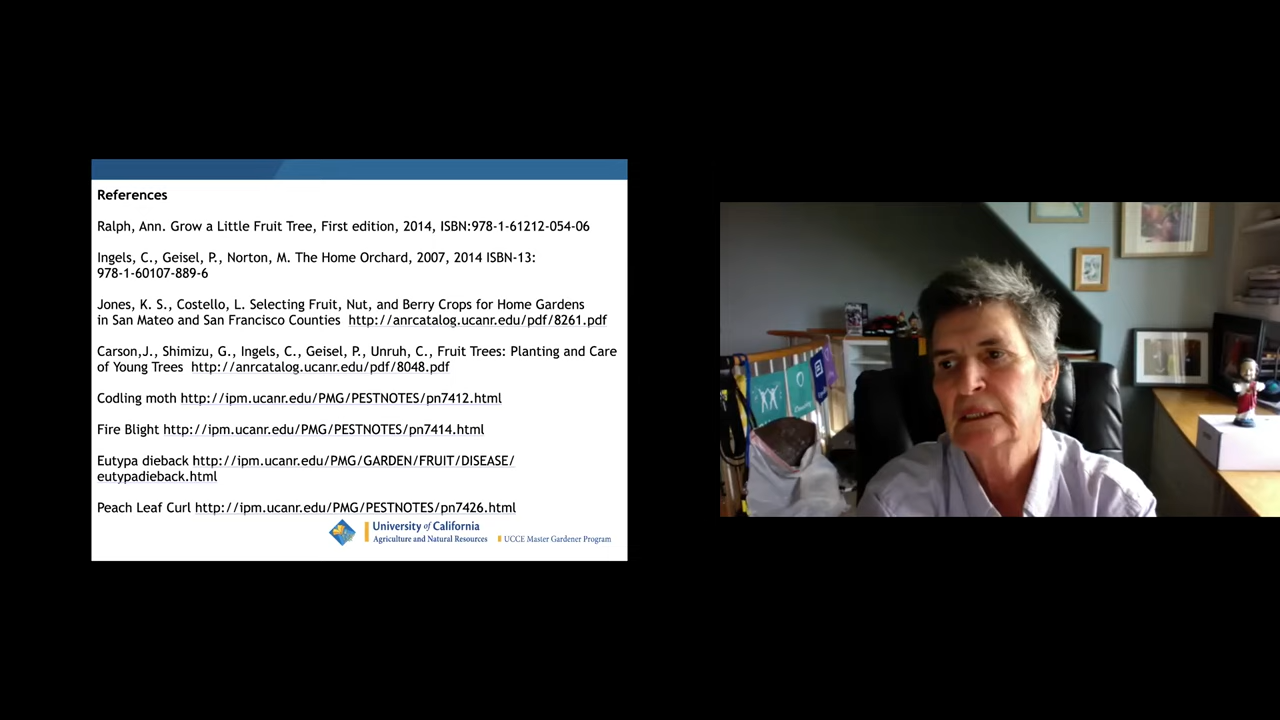 References
Ralph, Ann. Grow a Little Fruit Tree, First edition, 2014, ISBN:978-1-61212-054-06
Ingels, C., Geisel, P., Norton, M. The Home Orchard, 2007, 2014 ISBN-13:
978-1-60107-889-6
Jones, K. S., Costello, L. Selecting Fruit, Nut, and Berry Crops for Home Gardens
in San Mateo and San Francisco Counties http://anrcatalog.ucanr.edu/pdf/8261.pdf
Carson,J., Shimizu, G., Ingels, C., Geisel, P., Unruh, C., Fruit Trees: Planting and Care
of Young Trees http://anrcatalog.ucanr.edu/pdf/8048.pdf
Codling moth http://ipm.ucanr.edu/PMG/PESTNOTES/pn7412.html
Fire Blight http://ipm.ucanr.edu/PMG/PESTNOTES/pn7414.html
Eutypa dieback http://ipm.ucanr.edu/PMG/GARDEN/FRUIT/DISEASE/
eutypadieback.html
Peach Leaf Curl http://ipm.ucanr.edu/PMG/PESTNOTES/pn7426.html
University of California
Agriculture and Natural Resources
UCCE Master Gardener Program